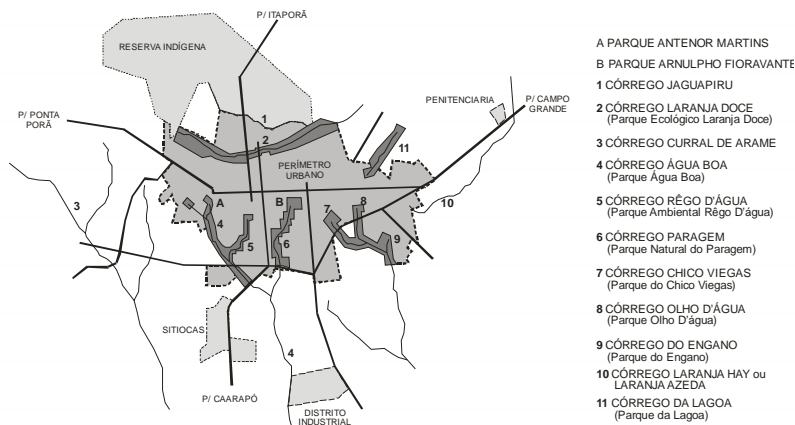 P/ ITAPORÃ
RESERVA INDÍGENA
P/ PONTA
PORÃ
PENITENCIARIA
P/ CAMPO
GRANDE
1
2
11
PERÍMETRO
URBANO
3
A
4
5
B
6
7
8
9
10
SITIOCAS
4
P/ CAARAPÓ
DISTRITO
INDUSTRIAL
A PARQUE ANTENOR MARTINS
B PARQUE ARNULPHO FIORAVANTE
1 CÓRREGO JAGUAPIRU
2 CÓRREGO LARANJA DOCE
(Parque Ecológico Laranja Doce)
3 CÓRREGO CURRAL DE ARAME
4 CÓRREGO ÁGUA BOA
(Parque Água Boa)
5 CÓRREGO RÊGO D'ÁGUA
(Parque Ambiental Rêgo D'água)
6 CÓRREGO PARAGEM
(Parque Natural do Paragem)
7 CÓRREGO CHICO VIEGAS
(Parque do Chico Viegas)
8 CÓRREGO OLHO D'ÁGUA
(Parque Olho D'água)
9 CÓRREGO DO ENGANO
(Parque do Engano)
10 CÓRREGO LARANJA HAY ou
LARANJA AZEDA
11 CÓRREGO DA LAGOA
(Parque da Lagoa)